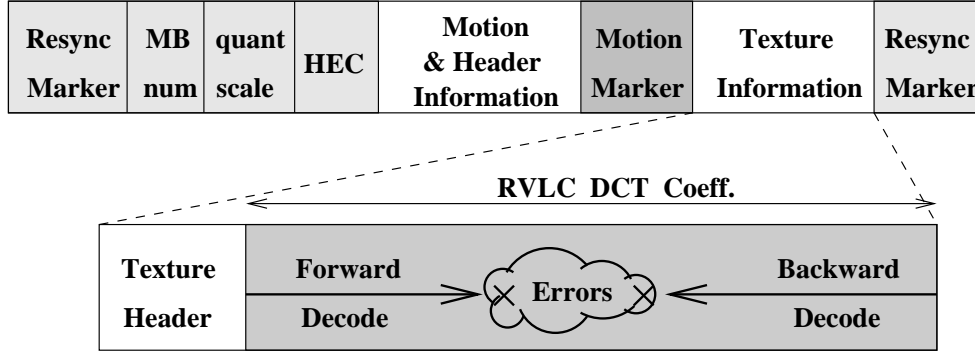 Resync Marker
MB num
quant scale
HEC
Motion & Header Information
Motion Marker
Texture Information
Resync Marker
RVLC DCT Coeff.
Texture Header
Forward Decode
Errors
Backward Decode